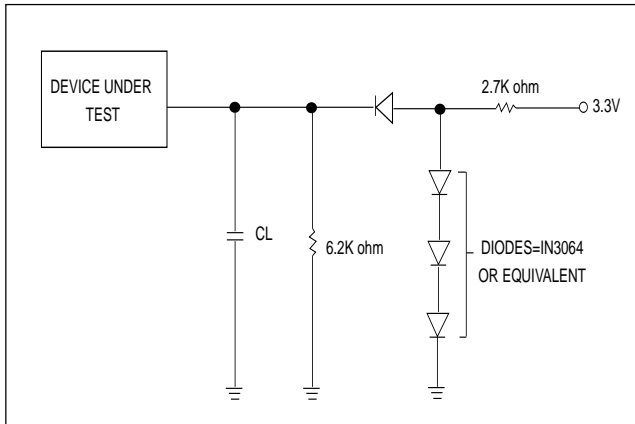 DEVICE UNDER
TEST
2.7K ohm
3.3V
CL
6.2K ohm
DIODES=IN3064
OR EQUIVALENT